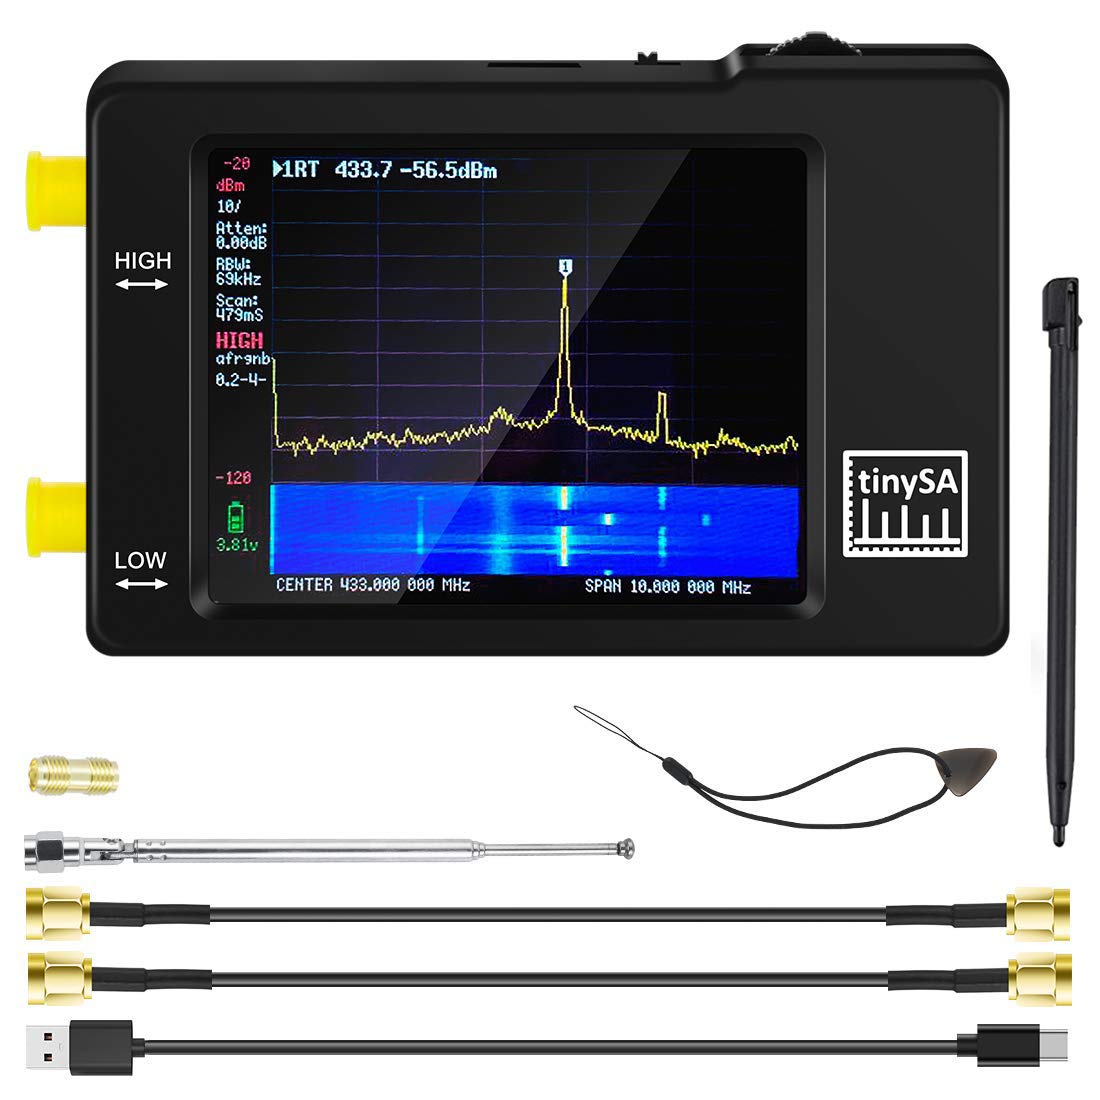 -20
dBm
10/
Atten:
0.00dB
RBW:
69kHz
Scan:
479mS
HIGH
afrgnb
0.2-4-
-120
3.81v
1RT 433.7 -56.5dBm
1
CENTER 433.000 000 MHz
SPAN 10.000 000 MHz
HIGH
LOW
tinySA